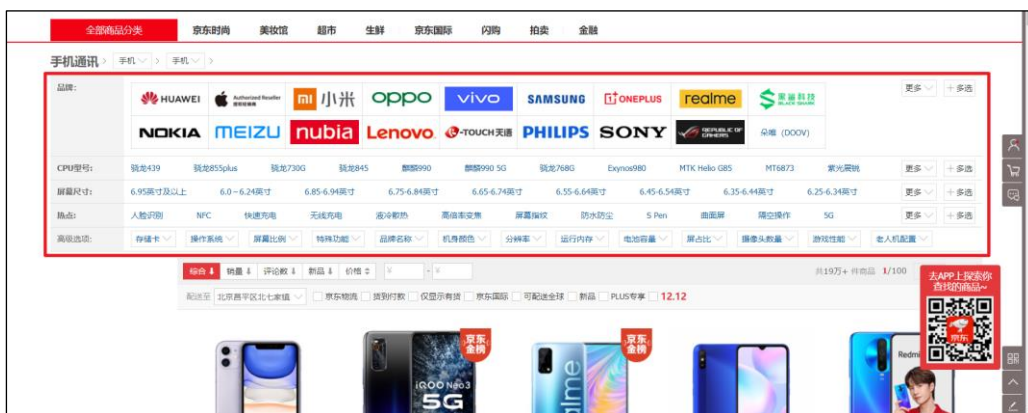 全部商品分类 京东时尚 美妆馆 超市 生鲜 京东国际 闪购 拍卖 金融
手机通讯 > 手机 > 手机 >
品牌: 更多 + 多选
HUAWEI Authorized Reseller 小米 oppo vivo SAMSUNG ONEPLUS realme 黑鲨科技 BLACK SHARK
NOKIA MEIZU nubia Lenovo K-TOUCH天语 PHILIPS SONY REPUBLIC OF GAMERS 朵唯 (DOOV)
CPU型号: 骁龙439 骁龙855plus 骁龙730G 骁龙845 麒麟990 麒麟990 5G 骁龙768G Exynos980 MTK Helio G85 MT6873 紫光展锐 更多 + 多选
屏幕尺寸: 6.95英寸及以上 6.0~6.24英寸 6.85-6.94英寸 6.75-6.84英寸 6.65-6.74英寸 6.55-6.64英寸 6.45-6.54英寸 6.35-6.44英寸 6.25-6.34英寸 更多 + 多选
热点: 人脸识别 NFC 快速充电 无线充电 液冷散热 高倍率变焦 屏幕指纹 防水防尘 S Pen 曲面屏 隔空操作 5G 更多 + 多选
高级选项: 存储卡 操作系统 屏幕比例 特殊功能 品牌名称 机身颜色 分辨率 运行内存 电池容量 屏占比 摄像头数量 游戏性能 老人机配置
综合 销量 评论数 新品 价格 ¥ - ¥ 共19万+ 件商品 1/100
去APP上探索你
查找的商品~
京东
配送至 北京昌平区北七家镇 京东物流 货到付款 仅显示有货 京东国际 可配送全球 新品 PLUS专享 12.12
京东
金榜
京东
金榜
iQOO Neo3
5G
realme
Redmi